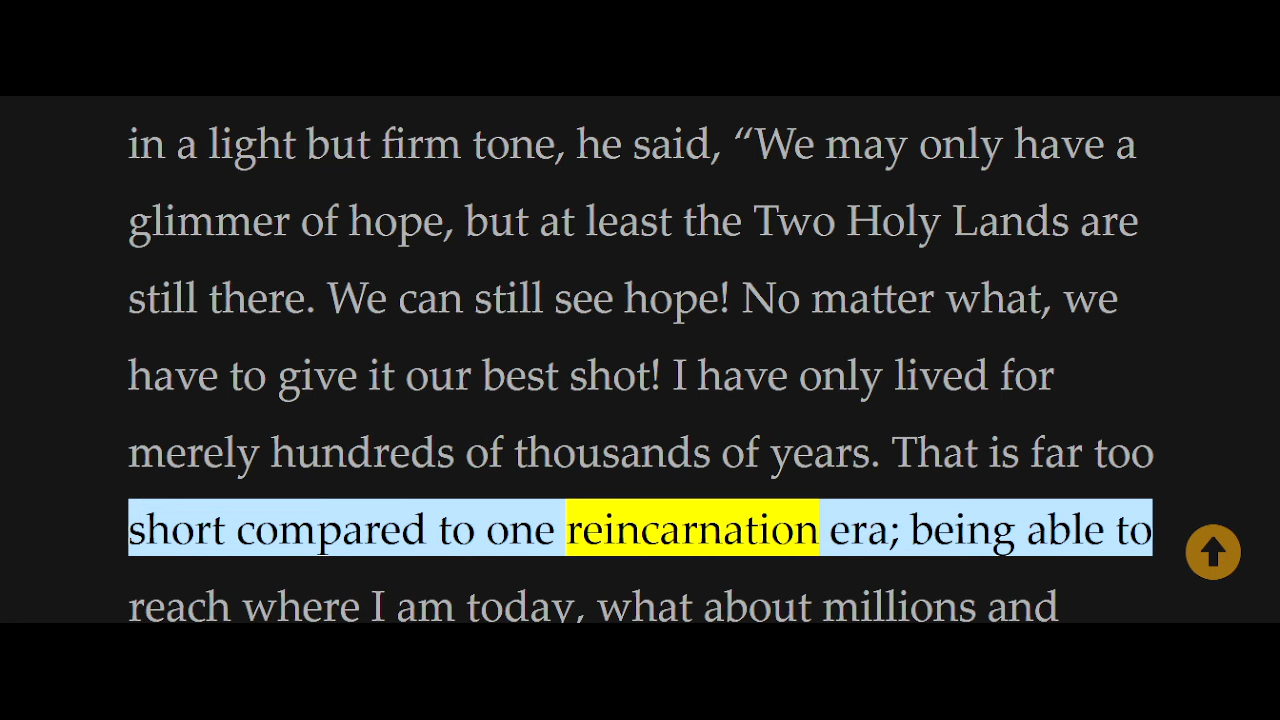 in a light but firm tone, he said, “We may only have a
glimmer of hope, but at least the Two Holy Lands are
still there. We can still see hope! No matter what, we
have to give it our best shot! I have only lived for
merely hundreds of thousands of years. That is far too
short compared to one reincarnation era; being able to
reach where I am today, what about millions and